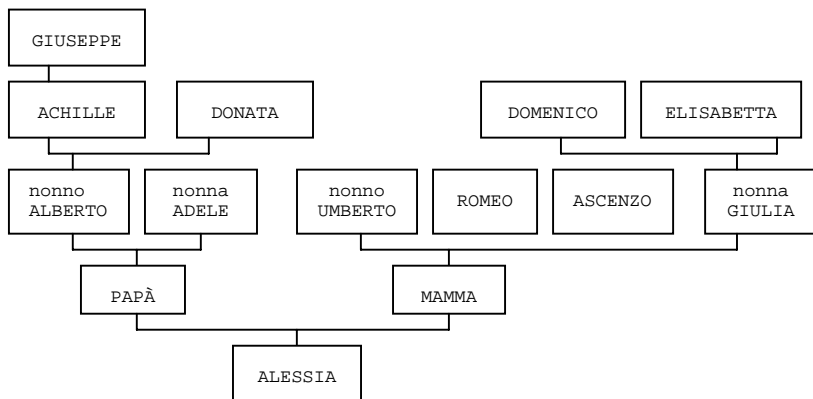 GIUSEPPE
ACHILLE
DONATA
DOMENICO
ELISABETTA
nonno
ALBERTO
nonna
ADELE
nonno
UMBERTO
ROMEO
ASCENZO
nonna
GIULIA
PAPÀ
MAMMA
ALESSIA